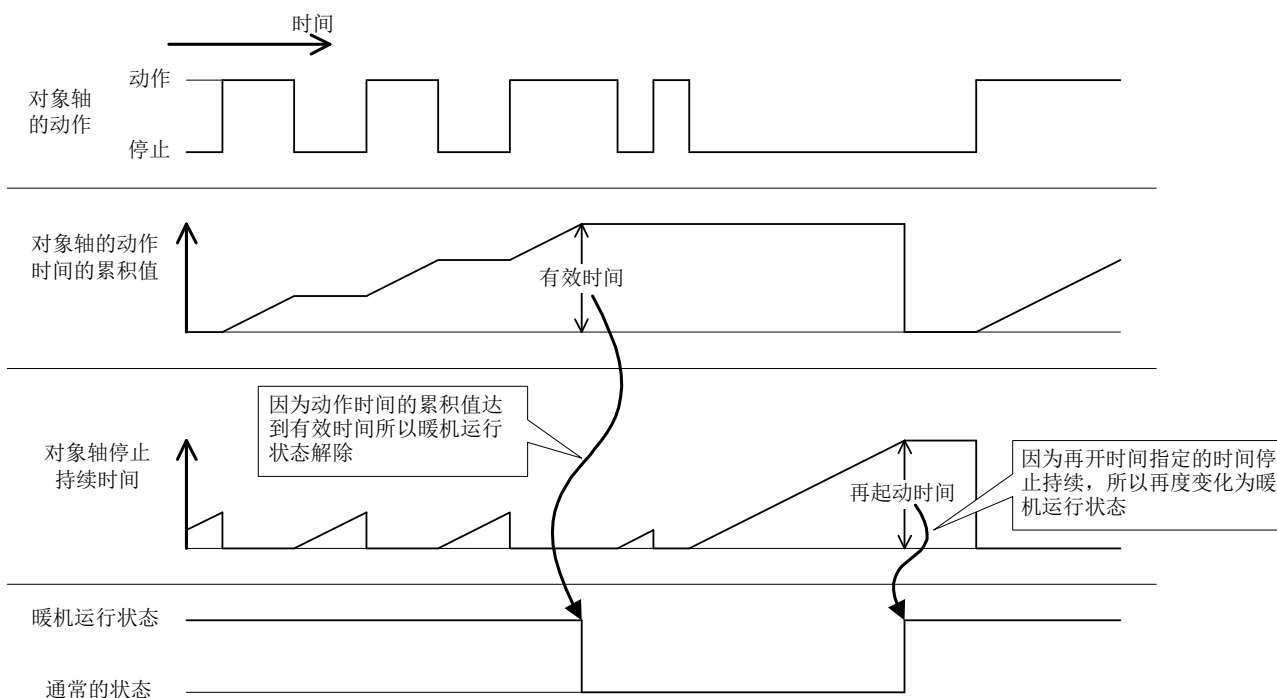 时间
动作
对象轴
的动作
停止
对象轴的动作
时间的累积值
有效时间
因为动作时间的累积值达
到有效时间所以暖机运行
状态解除
对象轴停止
持续时间
再起动时间
因为再开时间指定的时间停
止持续，所以再度变化为暖
机运行状态
暖机运行状态
通常的状态